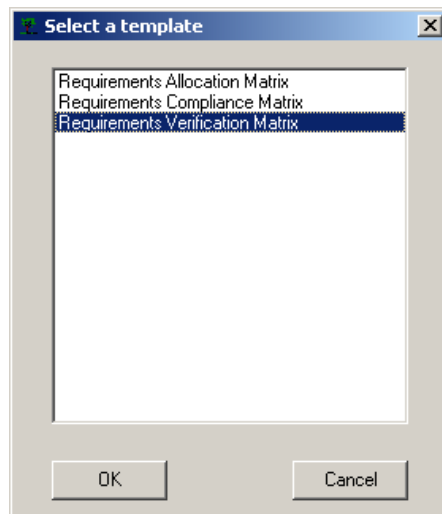 Select a template
Requirements Allocation Matrix
Requirements Compliance Matrix
Requirements Verification Matrix
OK
Cancel